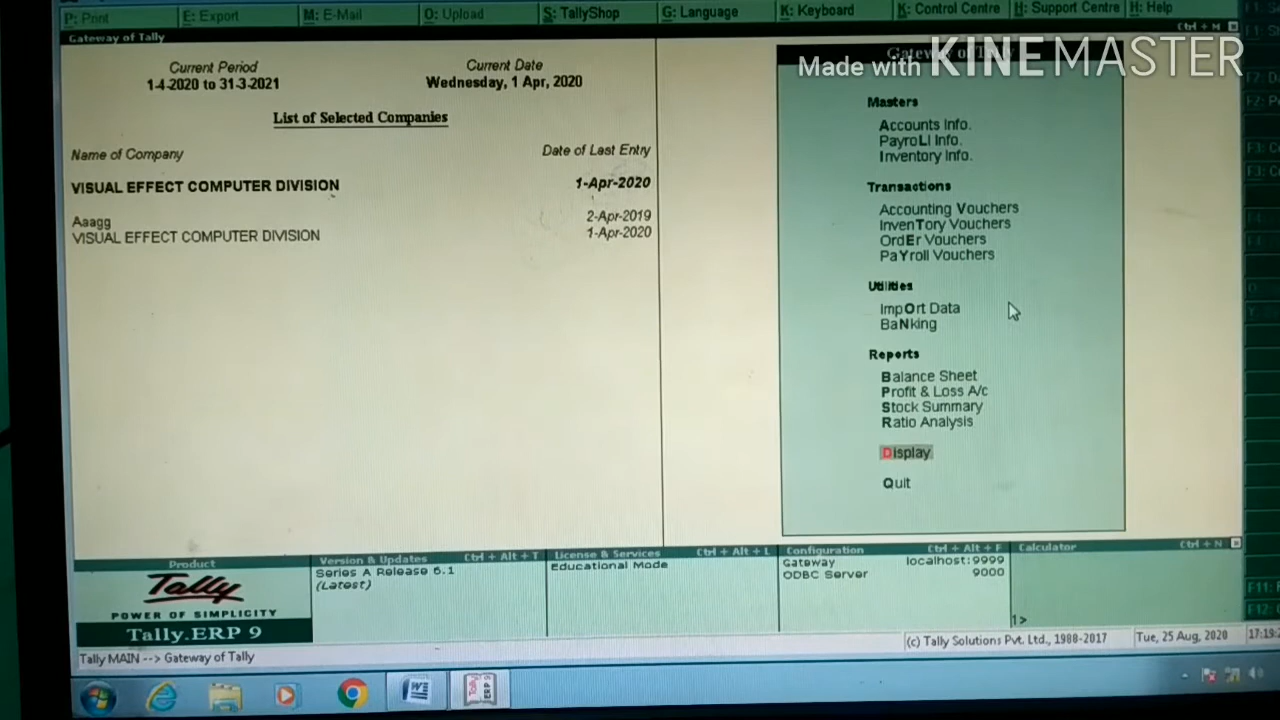 P: Print
E: Export
M: E-Mail
O: Upload
S: TallyShop
G: Language
K: Keyboard
K: Control Centre
H: Support Centre
H: Help
Gateway of Tally
Ctrl + M
Made with KINEMASTER
Current Period
1-4-2020 to 31-3-2021
Current Date
Wednesday, 1 Apr, 2020
List of Selected Companies
Name of Company
Date of Last Entry
VISUAL EFFECT COMPUTER DIVISION
1-Apr-2020
Aaagg
2-Apr-2019
VISUAL EFFECT COMPUTER DIVISION
1-Apr-2020
Masters
Accounts Info.
PayroLl Info.
Inventory Info.
Transactions
Accounting Vouchers
InvenTory Vouchers
OrdEr Vouchers
PaYroll Vouchers
Utilities
ImpOrt Data
BaNking
Reports
Balance Sheet
Profit & Loss A/c
Stock Summary
Ratio Analysis
Display
Quit
Product
Tally
POWER OF SIMPLICITY
Tally.ERP 9
Version & Updates
Ctrl + Alt + T
Series A Release 6.1
(Latest)
License & Services
Ctrl + Alt + L
Educational Mode
Configuration
Ctrl + Alt + F
Gateway
localhost:9999
ODBC Server
9000
Calculator
Ctrl + N
1>
(c) Tally Solutions Pvt. Ltd., 1988-2017
Tue, 25 Aug, 2020
Tally MAIN --> Gateway of Tally